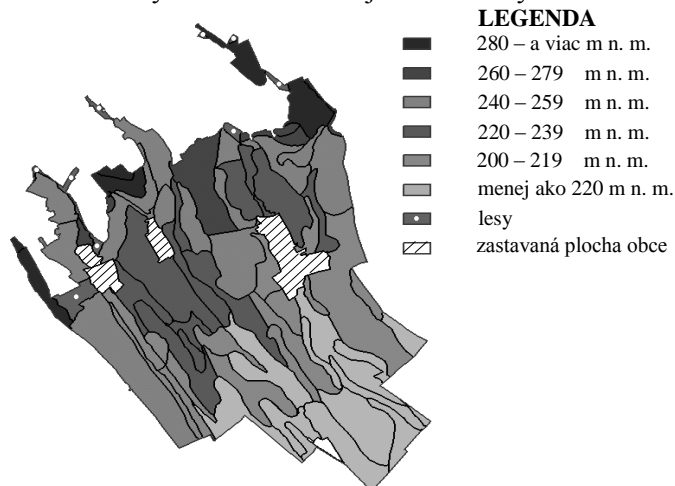 LEGENDA
280 – a viac m n. m.
260 – 279 m n. m.
240 – 259 m n. m.
220 – 239 m n. m.
200 – 219 m n. m.
menej ako 220 m n. m.
lesy
zastavaná plocha obce